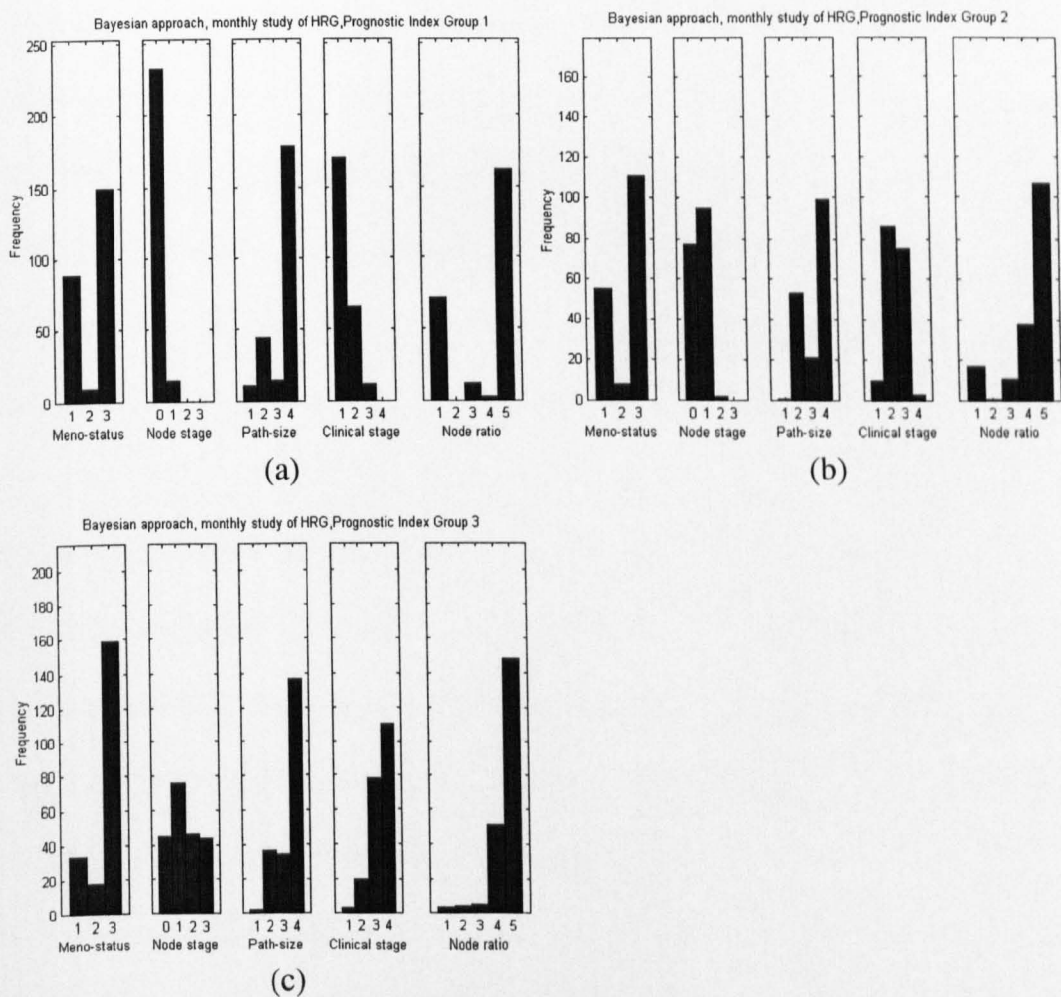 Bayesian approach, monthly study of HRG,Prognostic Index Group 1
250
200
150
100
50
0
Frequency
1 2 3
0 1 2 3
1 2 3 4
1 2 3 4
1 2 3 4 5
Meno-status
Node stage
Path-size
Clinical stage
Node ratio
(a)
Bayesian approach, monthly study of HRG,Prognostic Index Group 2
160
140
120
100
80
60
40
20
0
Frequency
1 2 3
0 1 2 3
1 2 3 4
1 2 3 4
1 2 3 4 5
Meno-status
Node stage
Path-size
Clinical stage
Node ratio
(b)
Bayesian approach, monthly study of HRG,Prognostic Index Group 3
200
180
160
140
120
100
80
60
40
20
0
Frequency
1 2 3
0 1 2 3
1 2 3 4
1 2 3 4
1 2 3 4 5
Meno-status
Node stage
Path-size
Clinical stage
Node ratio
(c)